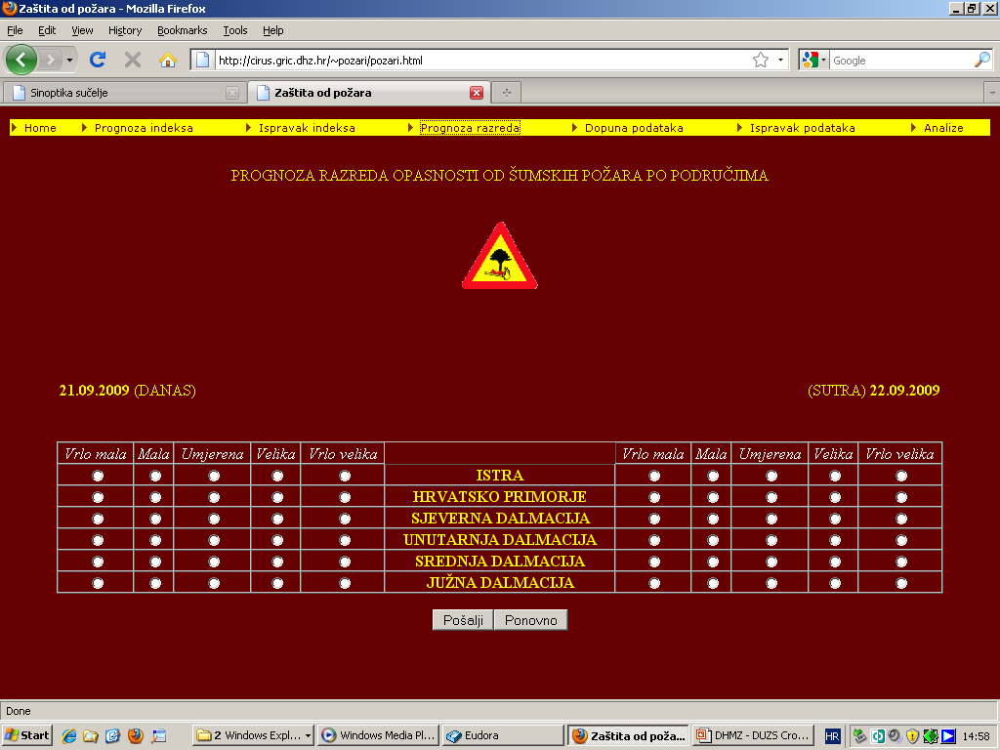 Zaštita od požara - Mozilla Firefox
File Edit View History Bookmarks Tools Help
http://cirus.gric.dhz.hr/~pozari/pozari.html Google
Sinoptika sučelje Zaštita od požara
Home Prognoza indeksa Ispravak indeksa Prognoza razreda Dopuna podataka Ispravak podataka Analize
PROGNOZA RAZREDA OPASNOSTI OD ŠUMSKIH POŽARA PO PODRUČJIMA
21.09.2009 (DANAS) (SUTRA) 22.09.2009
Vrlo mala Mala Umjerena Velika Vrlo velika Vrlo mala Mala Umjerena Velika Vrlo velika
ISTRA
HRVATSKO PRIMORJE
SJEVERNA DALMACIJA
UNUTARNJA DALMACIJA
SREDNJA DALMACIJA
JUŽNA DALMACIJA
Pošalji Ponovno
Done
Start 2 Windows Expl... Windows Media Pl... Eudora Zaštita od poža... DHMZ - DUZS Cro... HR 14:58